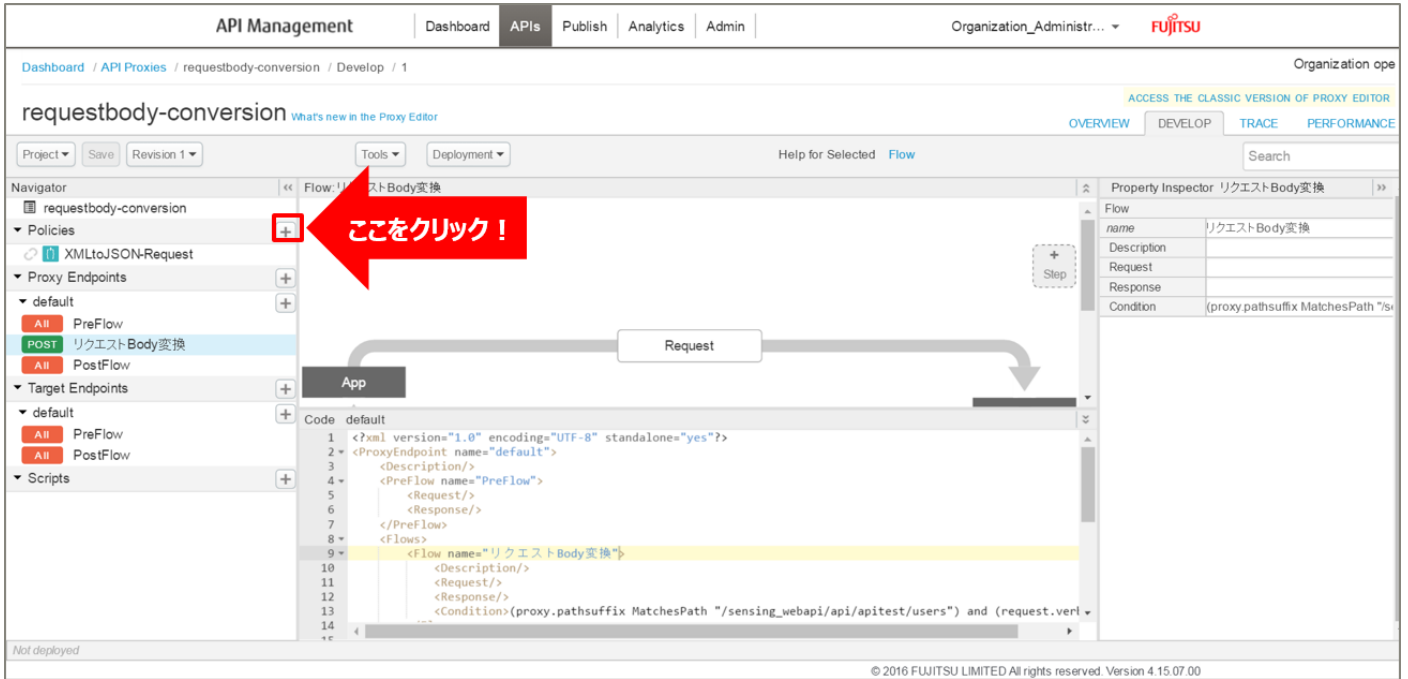 API Management Dashboard APIs Publish Analytics Admin Organization_Administr... FUJITSU
Dashboard / API Proxies / requestbody-conversion / Develop / 1
Organization ope
ACCESS THE CLASSIC VERSION OF PROXY EDITOR
requestbody-conversion What's new in the Proxy Editor
OVERVIEW DEVELOP TRACE PERFORMANCE
Project Save Revision 1 Tools Deployment Help for Selected Flow Search
Navigator
requestbody-conversion
Policies
XMLtoJSON-Request
Proxy Endpoints
default
All PreFlow
POST リクエストBody変換
All PostFlow
Target Endpoints
default
All PreFlow
All PostFlow
Scripts
Flow:リクエストBody変換
ここをクリック！
+
Step
Request
App
Code default
1 <?xml version="1.0" encoding="UTF-8" standalone="yes"?>
2 <ProxyEndpoint name="default">
3 <Description/>
4 <PreFlow name="PreFlow">
5 <Request/>
6 <Response/>
7 </PreFlow>
8 <Flows>
9 <Flow name="リクエストBody変換">
10 <Description/>
11 <Request/>
12 <Response/>
13 <Condition>(proxy.pathsuffix MatchesPath "/sensing_webapi/api/apitest/users") and (request.verb
14
15
Property Inspector リクエストBody変換
Flow
name リクエストBody変換
Description
Request
Response
Condition (proxy.pathsuffix MatchesPath "/se
Not deployed
© 2016 FUJITSU LIMITED All rights reserved. Version 4.15.07.00